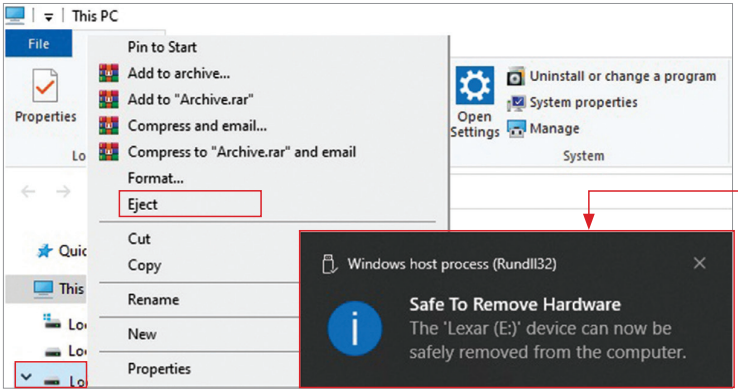 This PC
File
Pin to Start
Add to archive...
Add to "Archive.rar"
Compress and email...
Compress to "Archive.rar" and email
Format...
Eject
Cut
Copy
Rename
New
Properties
Properties
Lo
Quic
This
Lo
Lo
Lo
Open
Settings
Uninstall or change a program
System properties
Manage
System
Windows host process (Rundll32)
Safe To Remove Hardware
The 'Lexar (E:)' device can now be
safely removed from the computer.